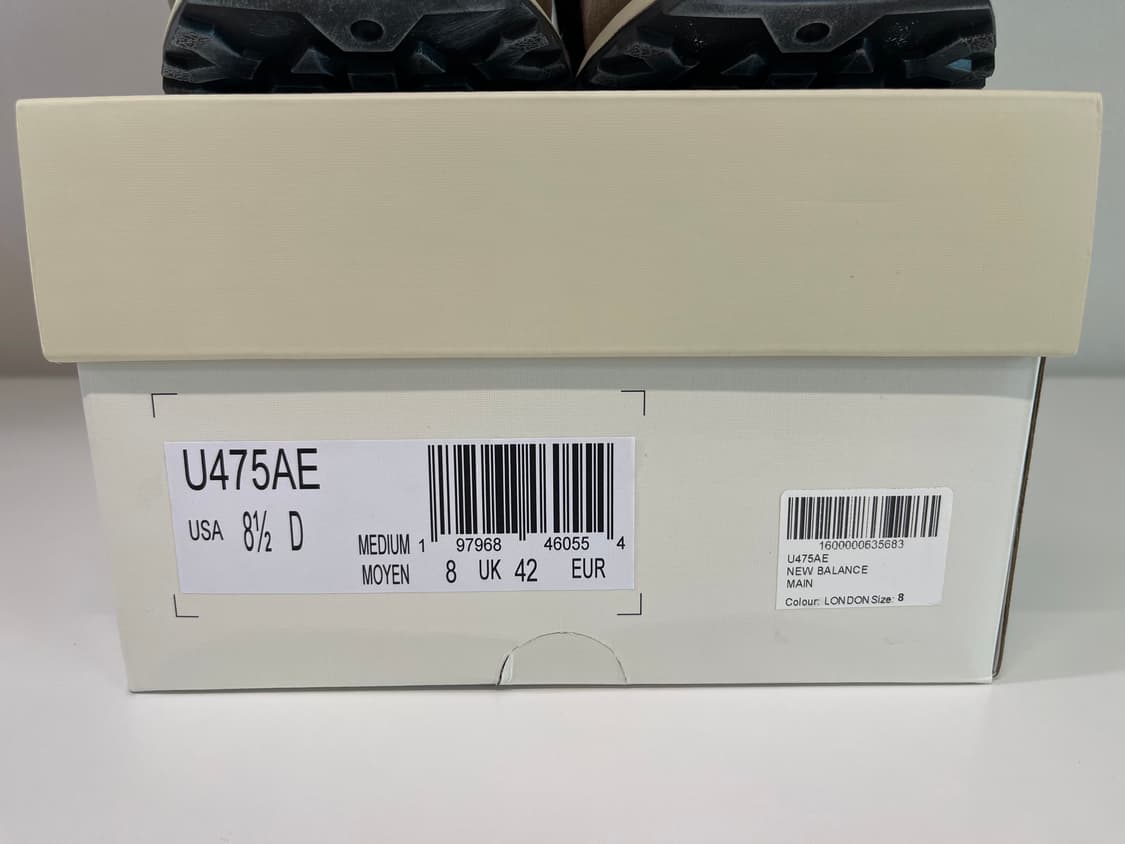 U475AE
USA 8½ D
MEDIUM
MOYEN
1 97968 46055 4
8 UK 42 EUR
1600000635683
U475AE
NEW BALANCE
MAIN
Colour: LONDON Size: 8